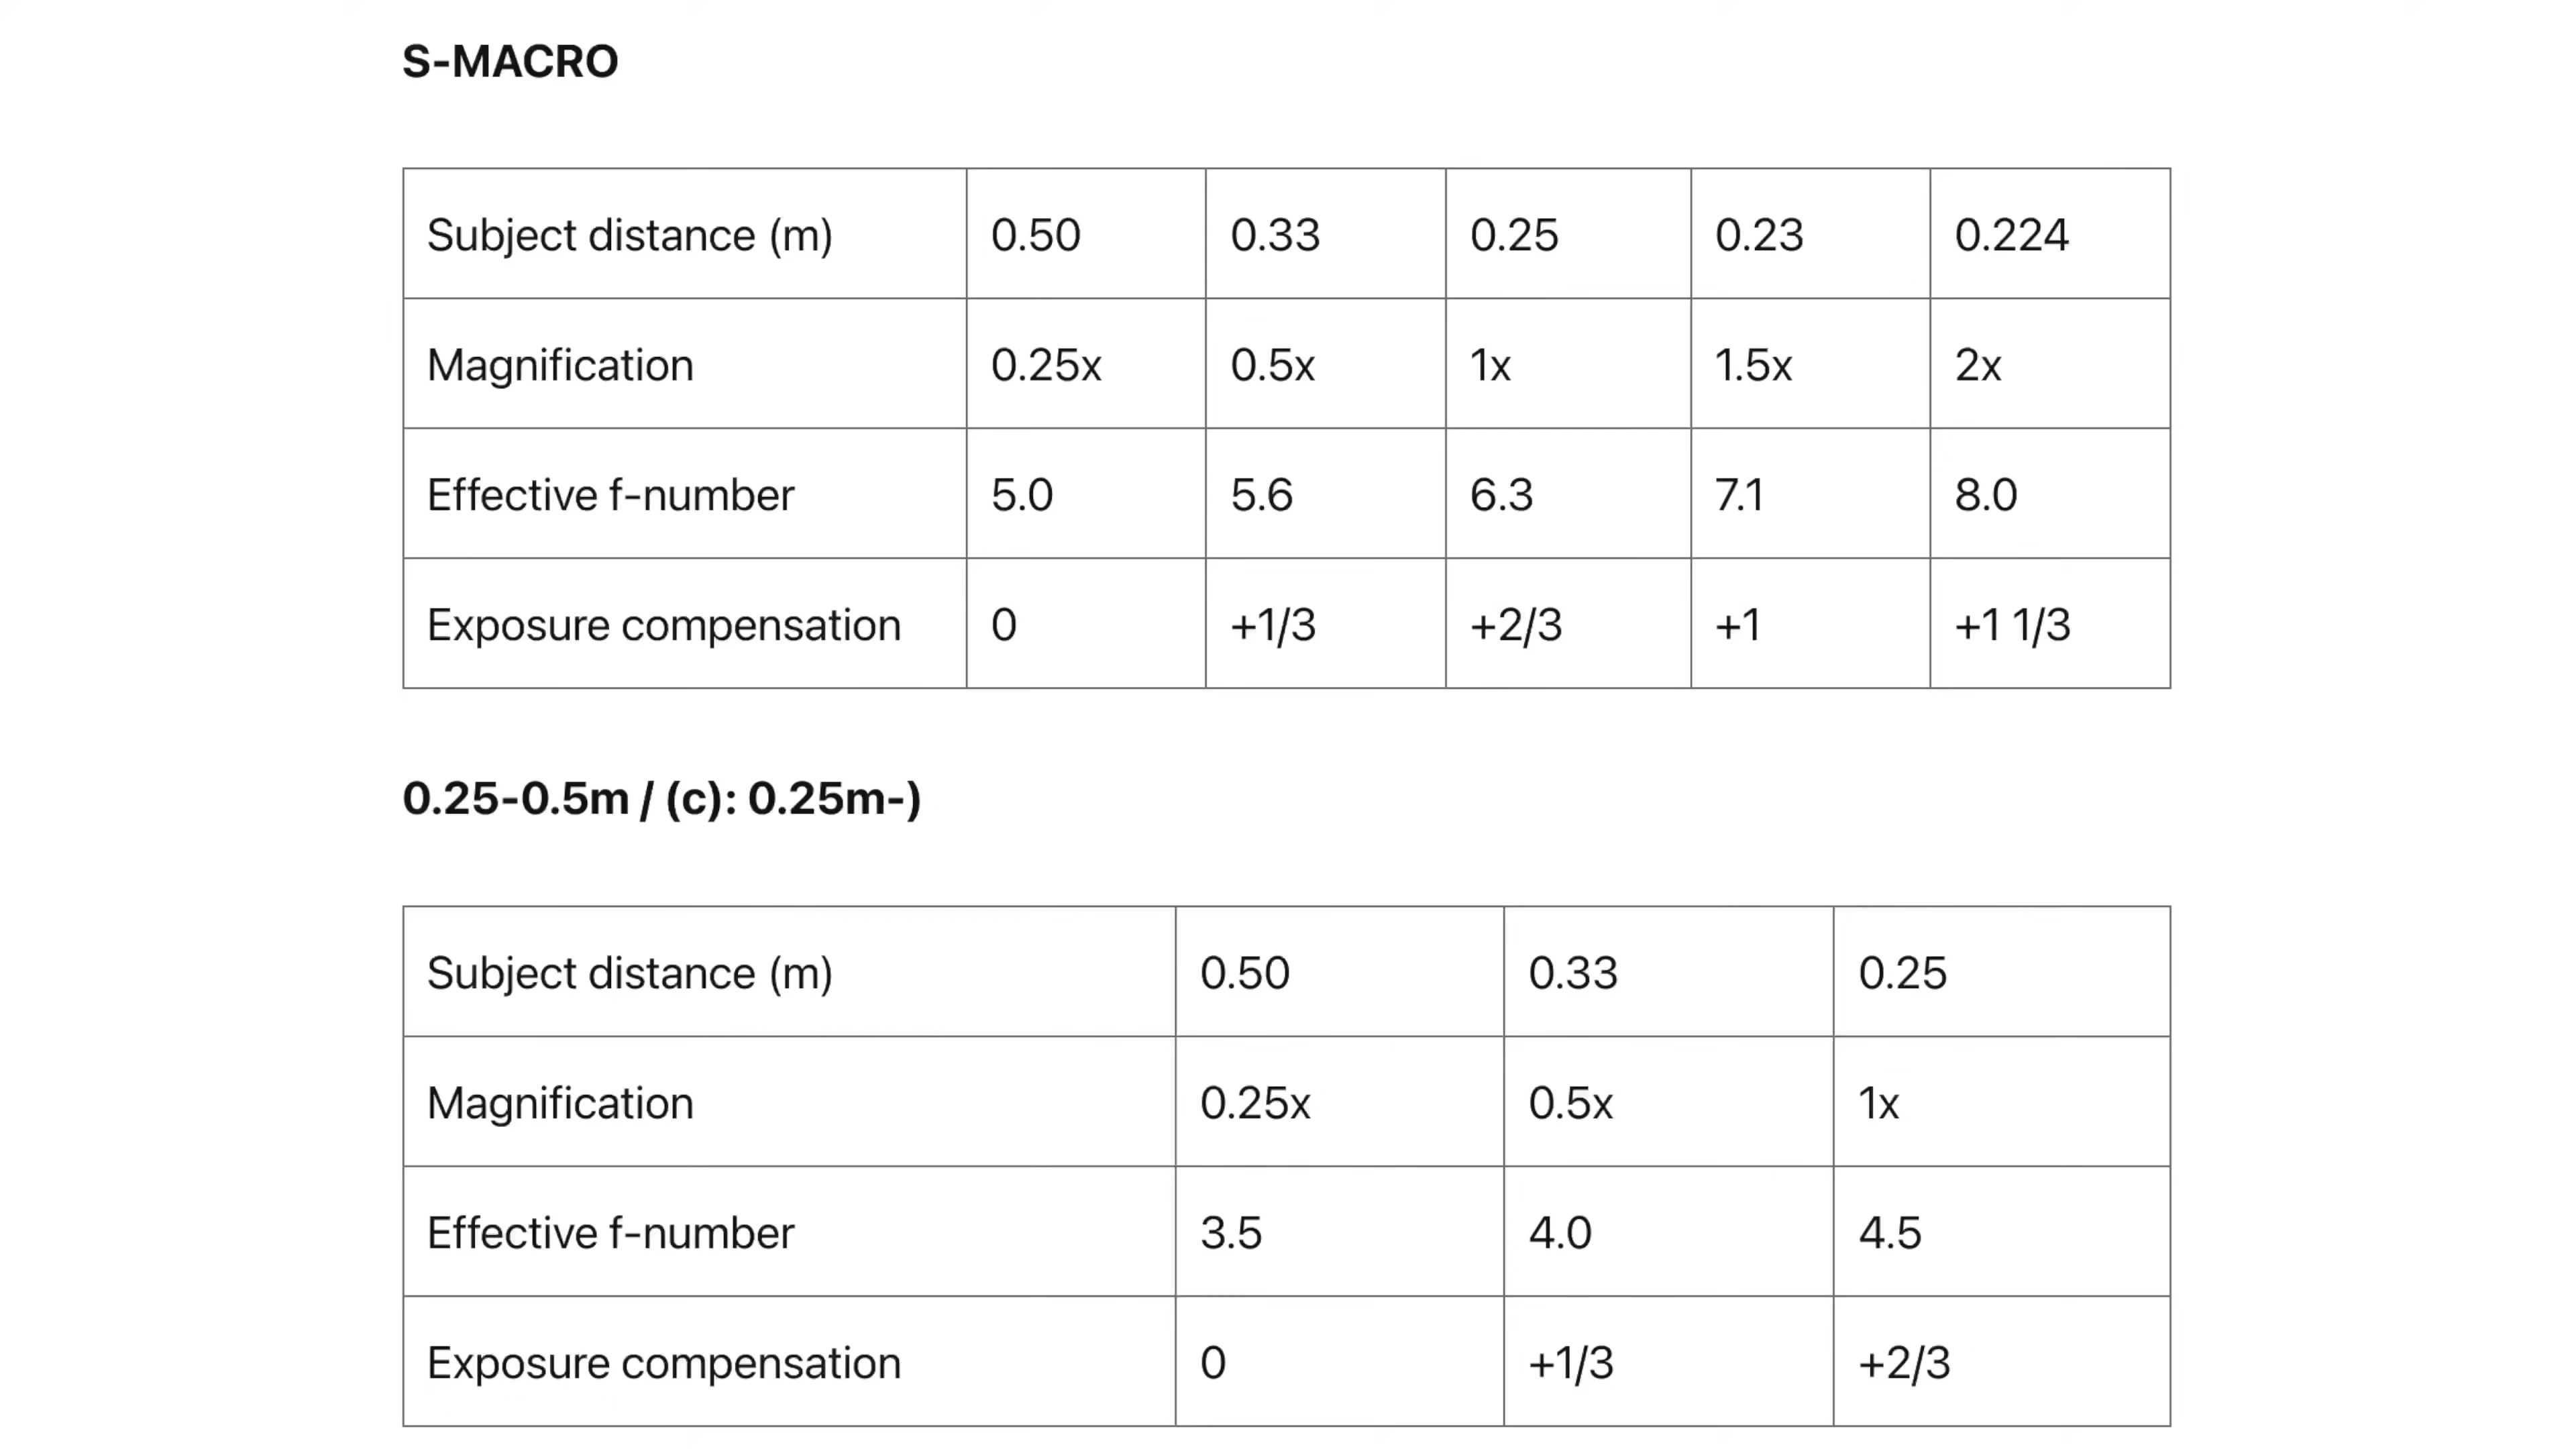 S-MACRO
Subject distance (m) 0.50 0.33 0.25 0.23 0.224
Magnification 0.25x 0.5x 1x 1.5x 2x
Effective f-number 5.0 5.6 6.3 7.1 8.0
Exposure compensation 0 +1/3 +2/3 +1 +1 1/3
0.25-0.5m / (c): 0.25m-)
Subject distance (m) 0.50 0.33 0.25
Magnification 0.25x 0.5x 1x
Effective f-number 3.5 4.0 4.5
Exposure compensation 0 +1/3 +2/3